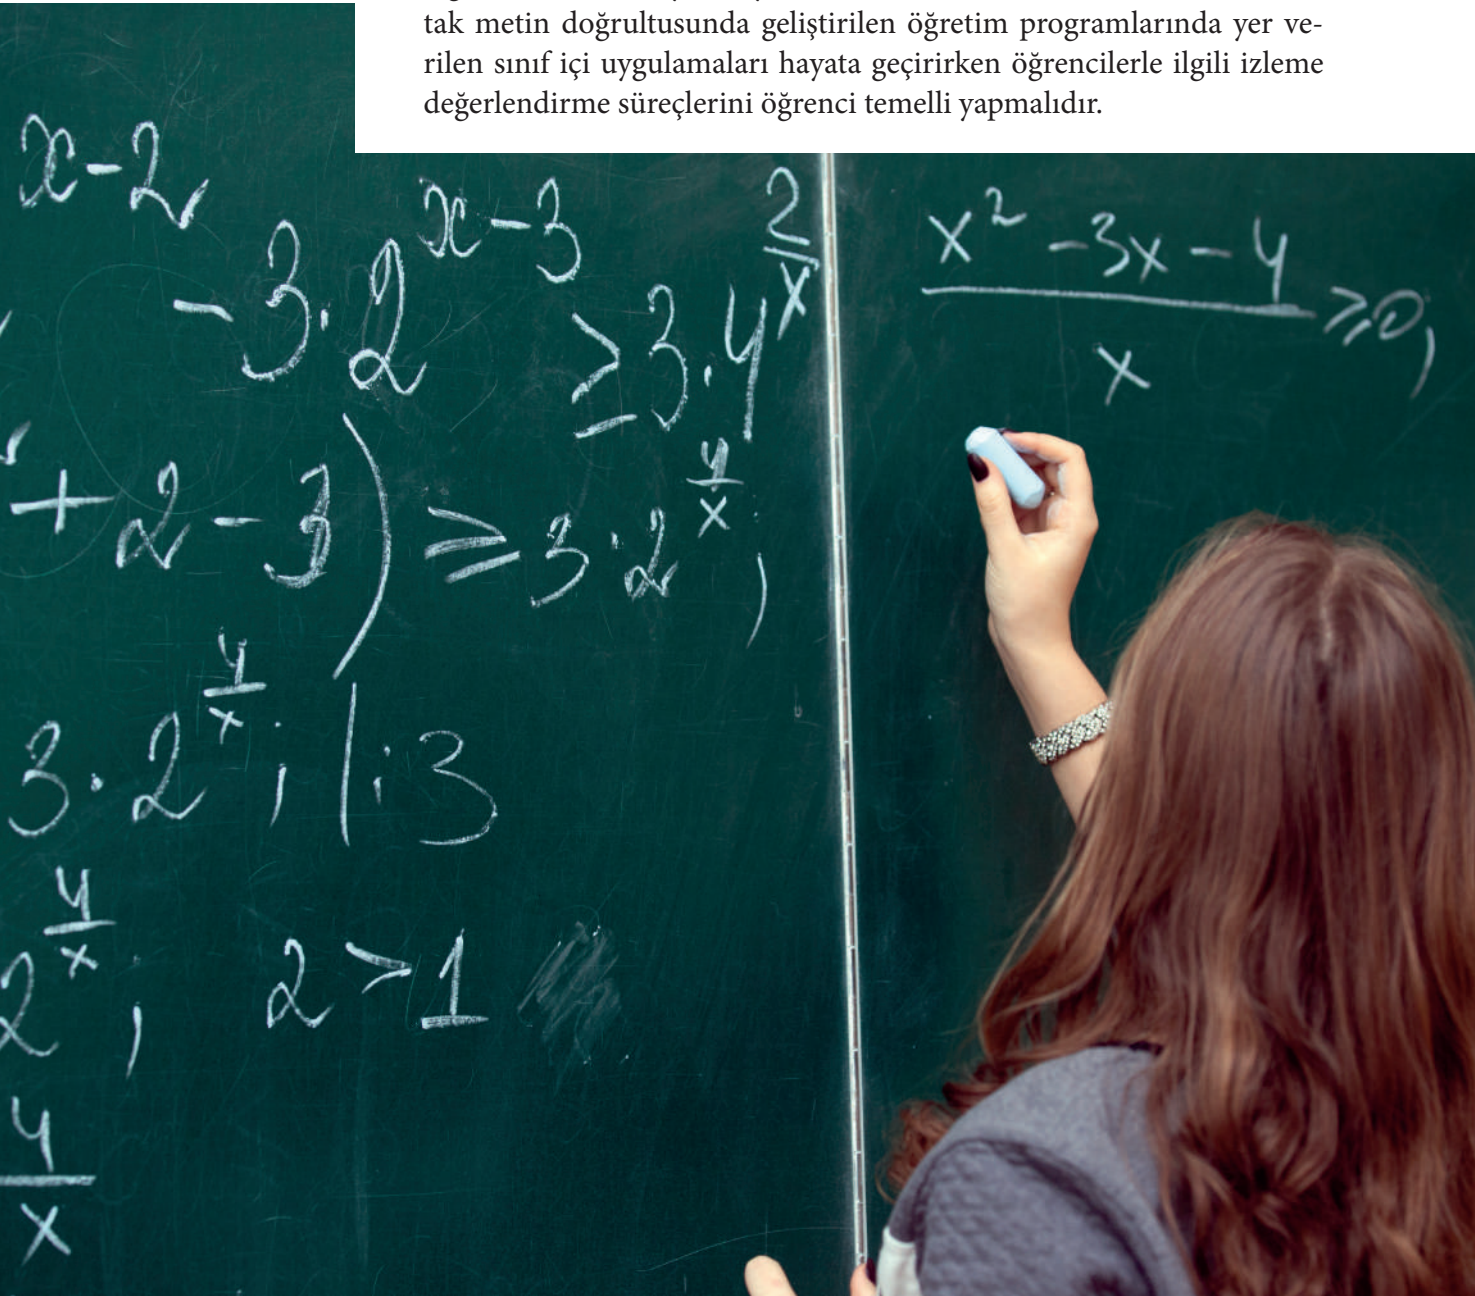 tak metin doğrultusunda geliştirilen öğretim programlarında yer ve-
rilen sınıf içi uygulamaları hayata geçirirken öğrencilerle ilgili izleme
değerlendirme süreçlerini öğrenci temelli yapmalıdır.
x-2
-3·2^(x-3) ≥ 3·4^(2/x)
+2-3) ≥ 3·2^(4/x);
3·2^(4/x); |:3
2^(4/x); 2>1
4/x
(x²-3x-4)/x ≥0,